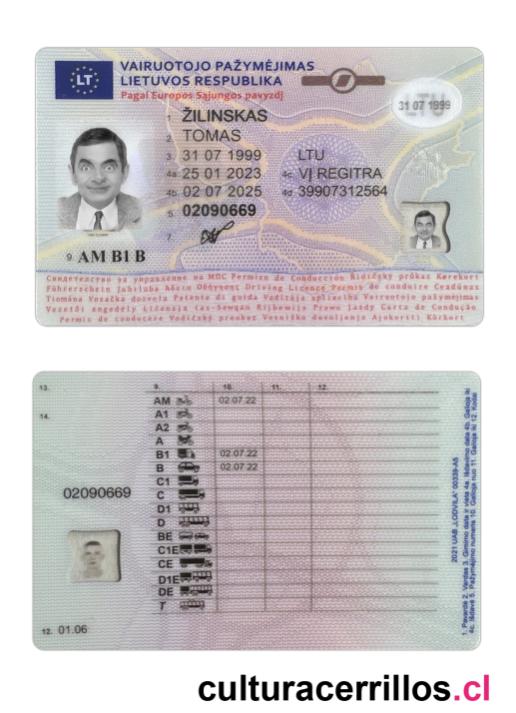 LT
VAIRUOTOJO PAŽYMĖJIMAS
LIETUVOS RESPUBLIKA
Pagal Europos Sąjungos pavyzdį
1. ŽILINSKAS
2. TOMAS
3. 31 07 1999 LTU
4a. 25 01 2023 4c. VĮ REGITRA
4b. 02 07 2025 4d. 39907312564
5. 02090669
7.
9. AM B1 B
LTU
31 07 1999
Свидетелство за управление на МПС Permiso de Conducción Řidičský průkaz Kørekort
Führerschein Juhiluba Άδεια Οδήγησης Driving Licence Permis de conduire Ceadúnas
Tiomána Vozačka dozvola Patente di guida Vadītāja apliecība Vairuotojo pažymėjimas
Vezetői engedély Liċenzja tas-Sewqan Rijbewijs Prawo Jazdy Carta de Condução
Permis de conducere Vodičský preukaz Vozniško dovoljenje Ajokortti Körkort
13. 9. 10. 11. 12.
14.
AM 02.07.22
A1
A2
A
B1 02.07.22
B 02.07.22
C1
C
D1
D
BE
C1E
CE
D1E
DE
T
02090669
12. 01.06
2021 UAB „LODVILA“ 00339-A5
1. Pavardė 2. Vardas 3. Gimimo data ir vieta 4a. Išdavimo data 4b. Galioja iki
4c. Išdavė 5. Pažymėjimo numeris 10. Galioja nuo 11. Galioja iki 12. Kodai
culturacerrillos.cl